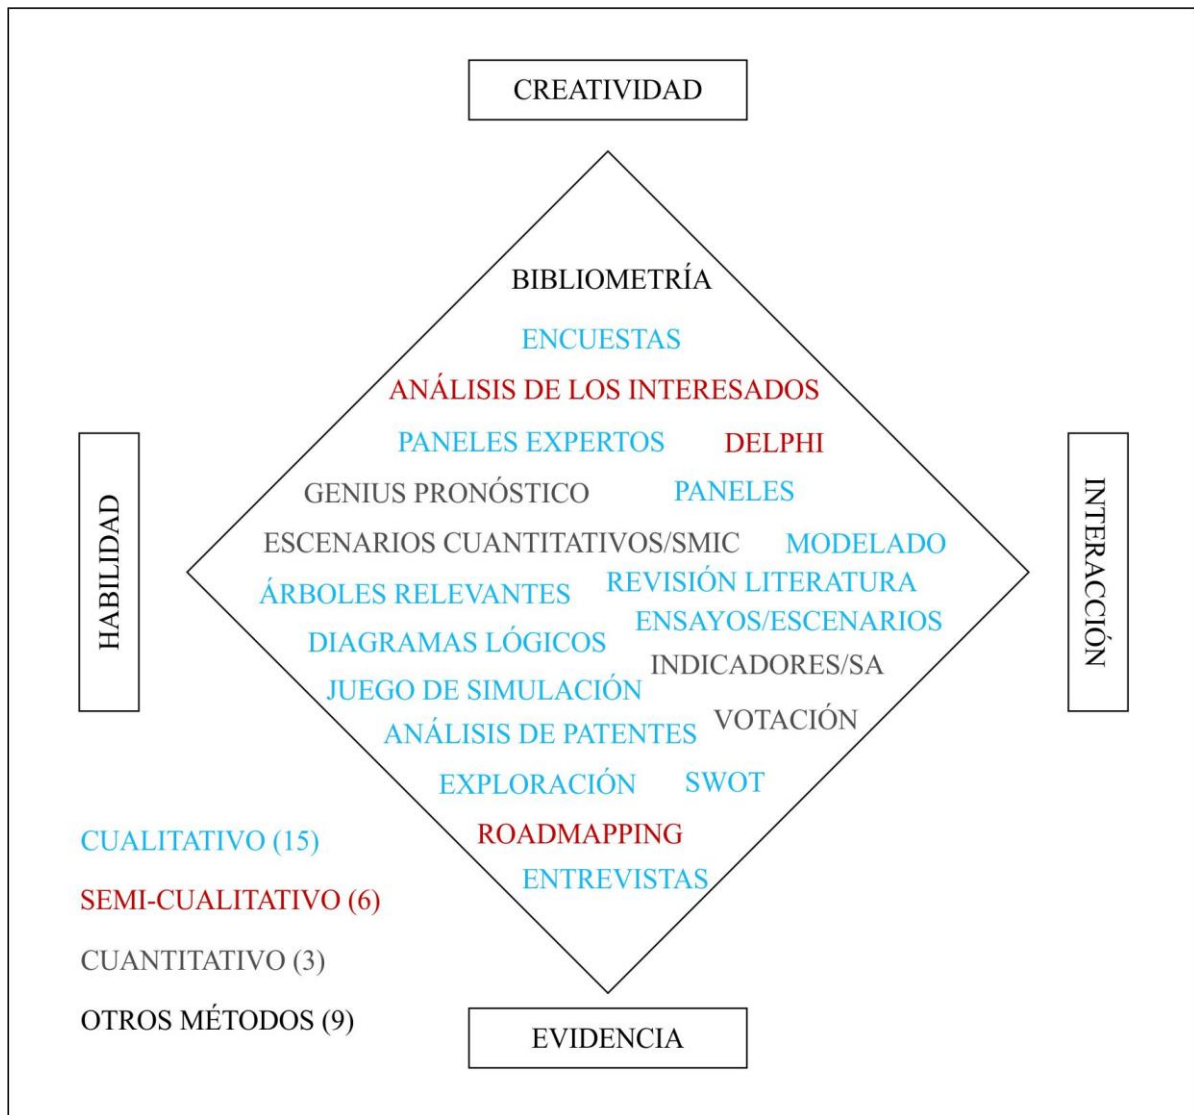 CREATIVIDAD
BIBLIOMETRÍA
ENCUESTAS
ANÁLISIS DE LOS INTERESADOS
PANELES EXPERTOS
DELPHI
GENIUS PRONÓSTICO
PANELES
ESCENARIOS CUANTITATIVOS/SMIC
MODELADO
ÁRBOLES RELEVANTES
REVISIÓN LITERATURA
ENSAYOS/ESCENARIOS
DIAGRAMAS LÓGICOS
INDICADORES/SA
JUEGO DE SIMULACIÓN
VOTACIÓN
ANÁLISIS DE PATENTES
EXPLORACIÓN
SWOT
ROADMAPPING
ENTREVISTAS
HABILIDAD
INTERACCIÓN
CUALITATIVO (15)
SEMI-CUALITATIVO (6)
CUANTITATIVO (3)
OTROS MÉTODOS (9)
EVIDENCIA